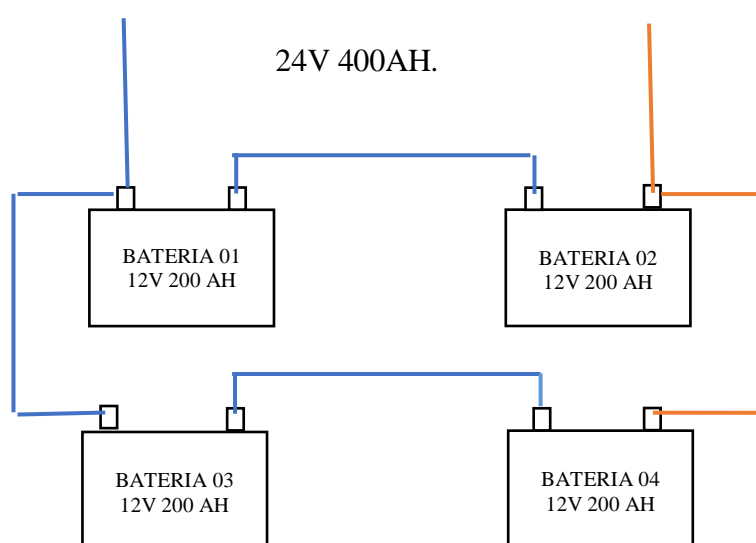 24V 400AH.
BATERIA 01
12V 200 AH
BATERIA 02
12V 200 AH
BATERIA 03
12V 200 AH
BATERIA 04
12V 200 AH